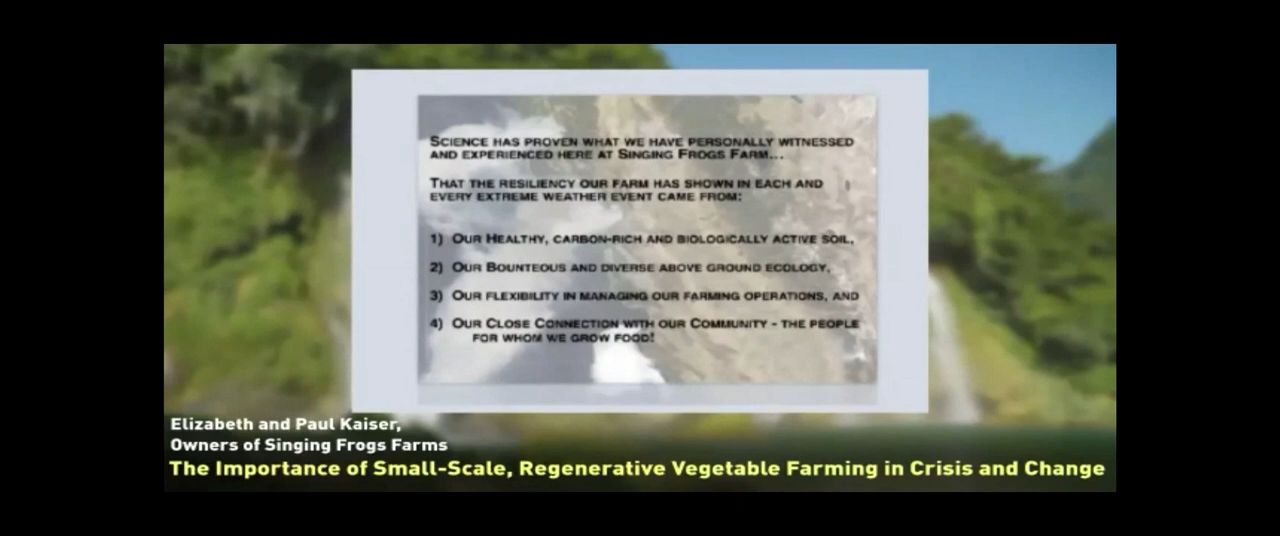 SCIENCE HAS PROVEN WHAT WE HAVE PERSONALLY WITNESSED
AND EXPERIENCED HERE AT SINGING FROGS FARM...
THAT THE RESILIENCY OUR FARM HAS SHOWN IN EACH AND
EVERY EXTREME WEATHER EVENT CAME FROM:
1) OUR HEALTHY, CARBON-RICH AND BIOLOGICALLY ACTIVE SOIL,
2) OUR BOUNTEOUS AND DIVERSE ABOVE GROUND ECOLOGY,
3) OUR FLEXIBILITY IN MANAGING OUR FARMING OPERATIONS, AND
4) OUR CLOSE CONNECTION WITH OUR COMMUNITY - THE PEOPLE
FOR WHOM WE GROW FOOD!
Elizabeth and Paul Kaiser,
Owners of Singing Frogs Farms
The Importance of Small-Scale, Regenerative Vegetable Farming in Crisis and Change